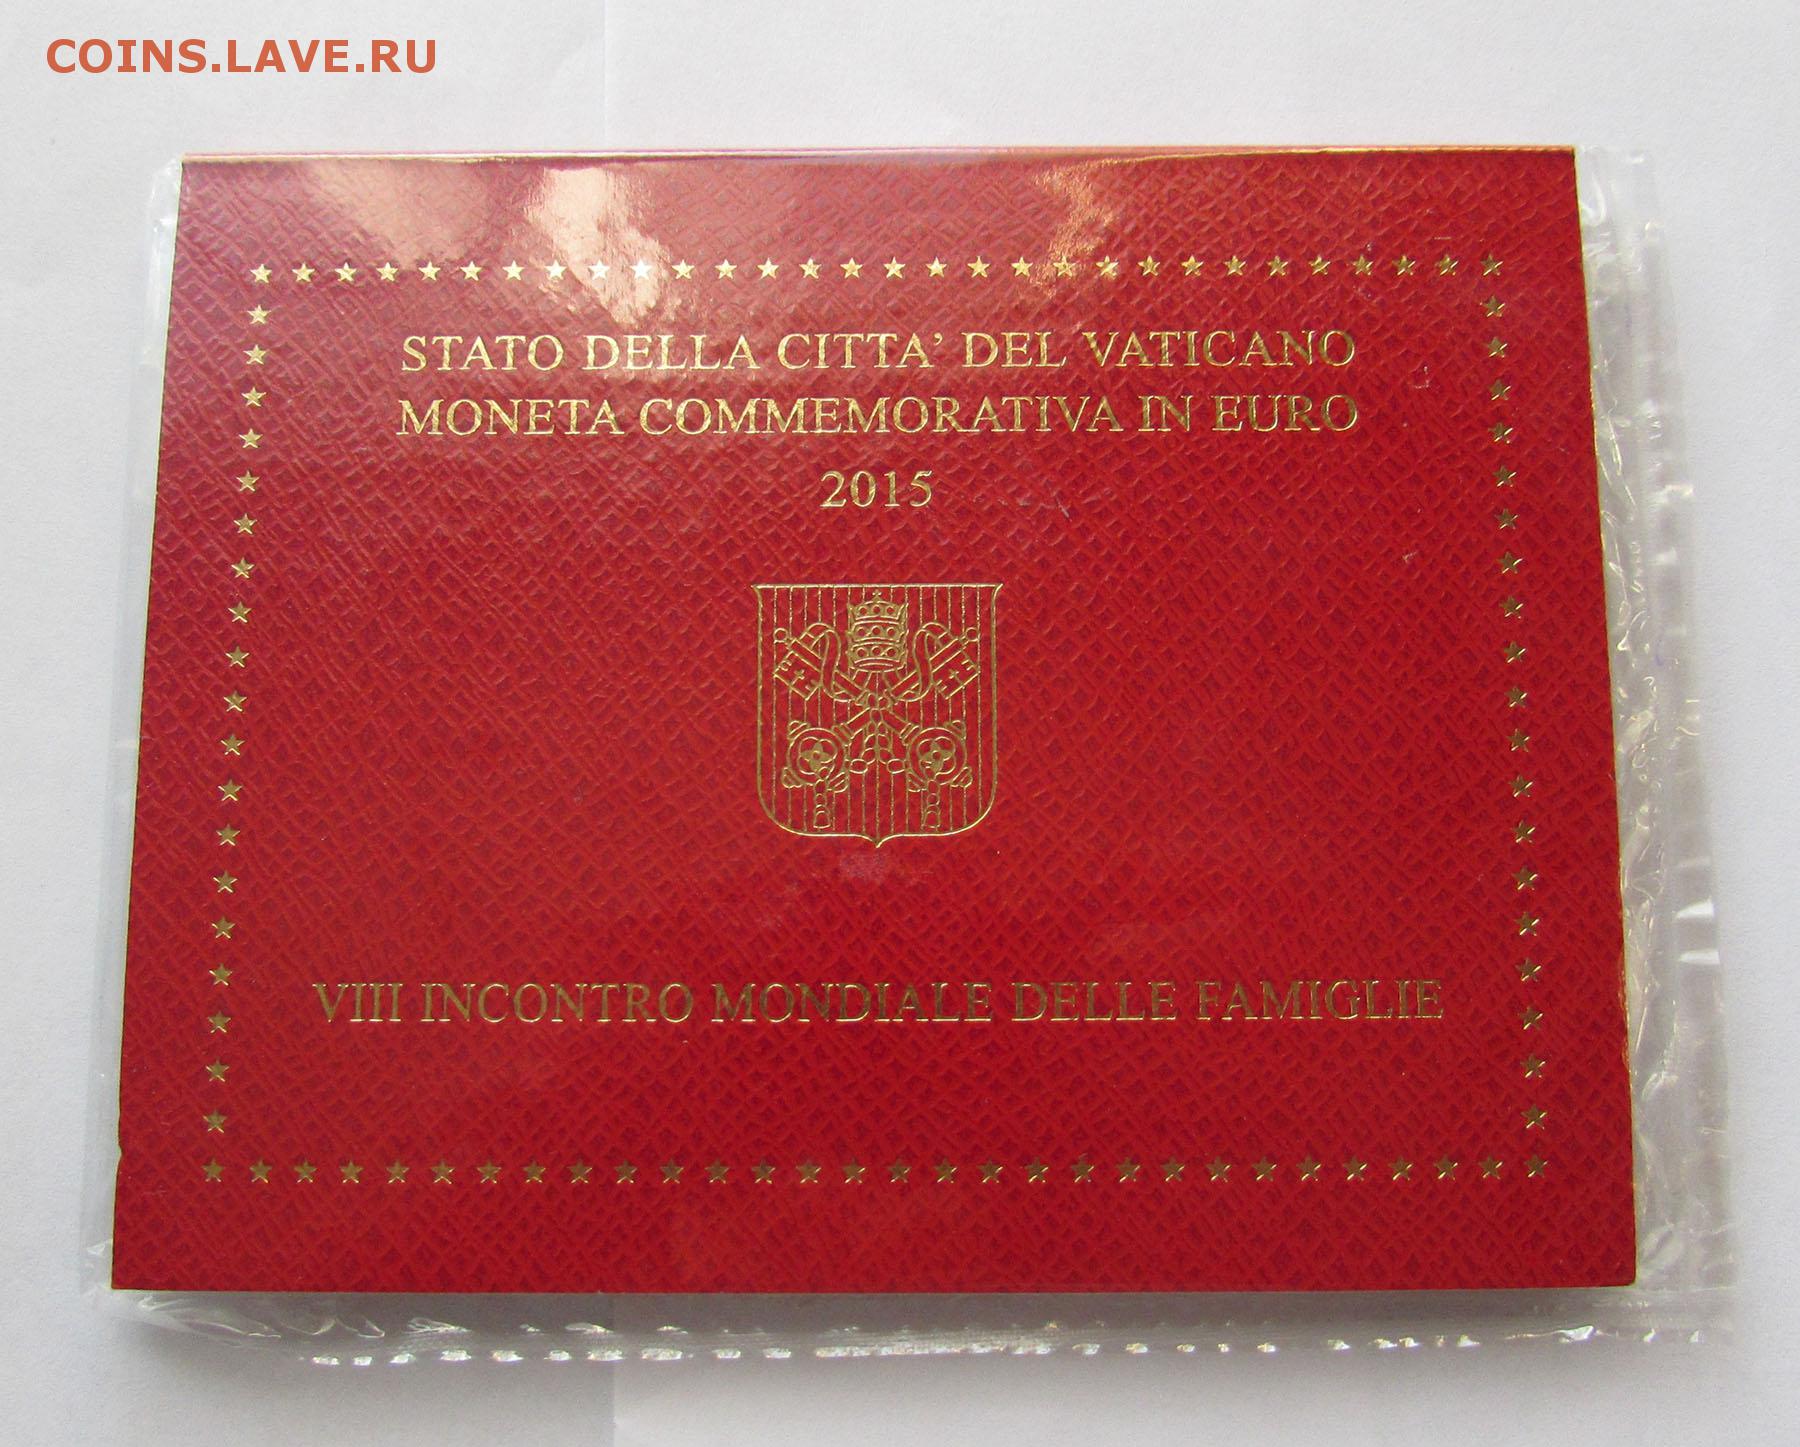 COINS.LAVE.RU
STATO DELLA CITTA' DEL VATICANO
MONETA COMMEMORATIVA IN EURO
2015
VIII INCONTRO MONDIALE DELLE FAMIGLIE